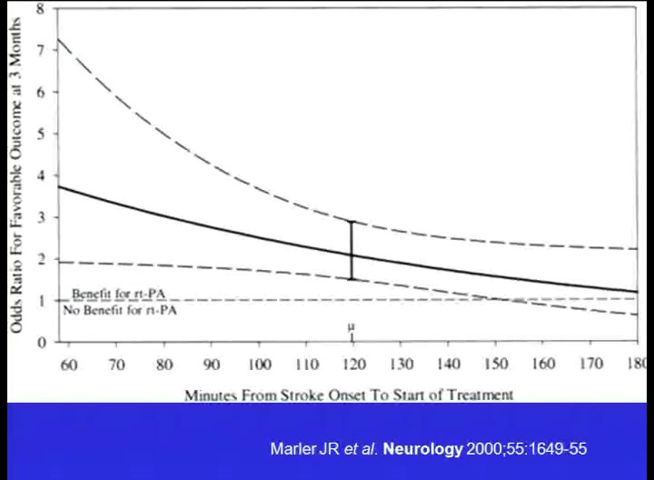 Odds Ratio For Favorable Outcome at 3 Months
8
7
6
5
4
3
2
1
0
Benefit for rt-PA
No Benefit for rt-PA
μ
60 70 80 90 100 110 120 130 140 150 160 170 180
Minutes From Stroke Onset To Start of Treatment
Marler JR et al. Neurology 2000;55:1649-55